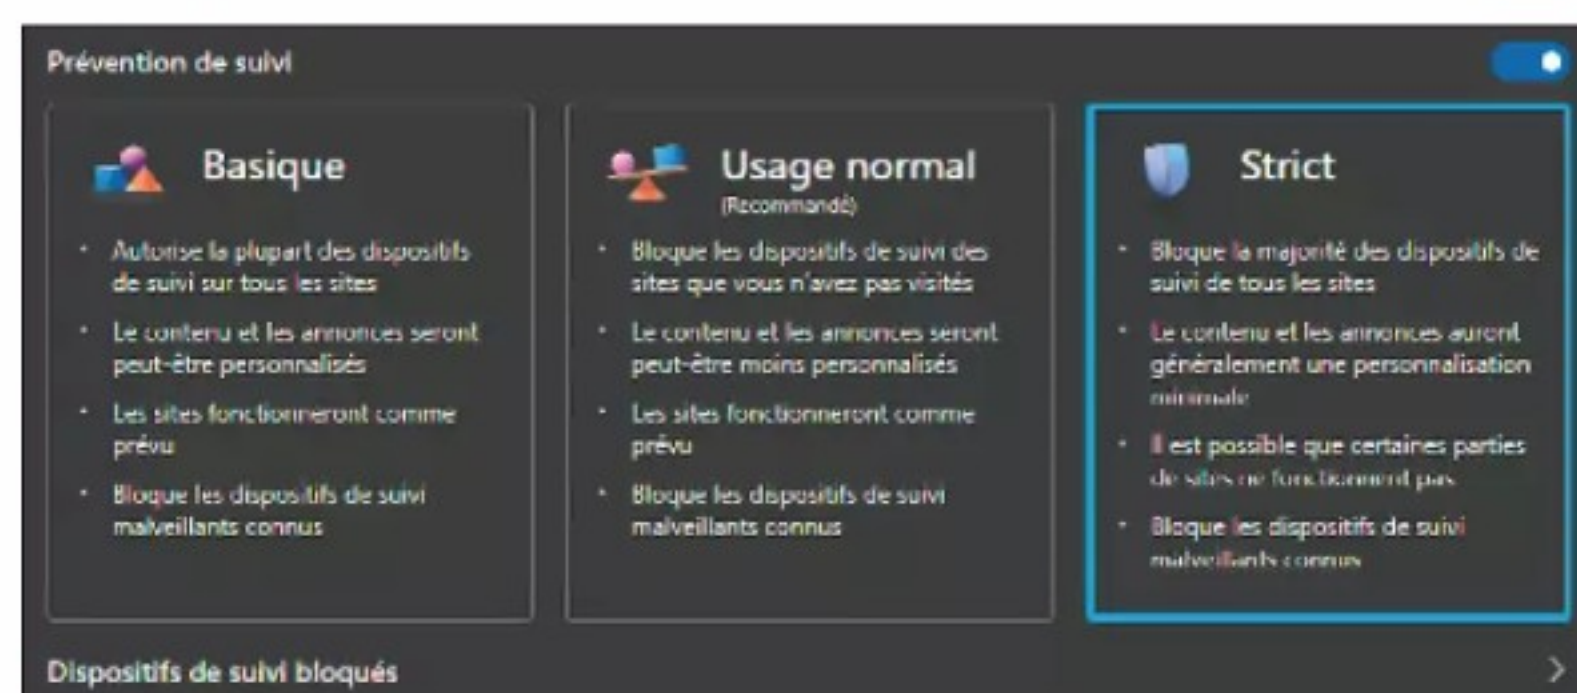 Prévention de suivi
Basique
Autorise la plupart des dispositifs
de suivi sur tous les sites
Le contenu et les annonces seront
peut-être personnalisés
Les sites fonctionneront comme
prévu
Bloque les dispositifs de suivi
malveillants connus
Usage normal
(Recommandé)
Bloque les dispositifs de suivi des
sites que vous n'avez pas visités
Le contenu et les annonces seront
peut-être moins personnalisés
Les sites fonctionneront comme
prévu
Bloque les dispositifs de suivi
malveillants connus
Strict
Bloque la majorité des dispositifs de
suivi de tous les sites
Le contenu et les annonces auront
généralement une personnalisation
minimale
Il est possible que certaines parties
de sites ne fonctionnent pas
Bloque les dispositifs de suivi
malveillants connus
Dispositifs de suivi bloqués